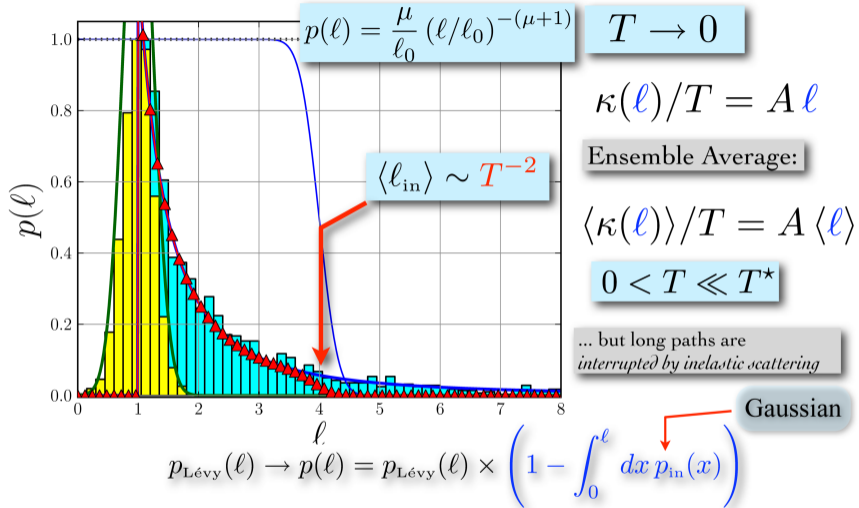 p(ℓ) = μ/ℓ₀ (ℓ/ℓ₀)^−(μ+1)
T → 0
κ(ℓ)/T = A ℓ
Ensemble Average:
⟨κ(ℓ)⟩/T = A ⟨ℓ⟩
0 < T ≪ T⋆
... but long paths are
interrupted by inelastic scattering
Gaussian
⟨ℓ_in⟩ ∼ T⁻²
p(ℓ)
1.0
0.8
0.6
0.4
0.2
0.0
0 1 2 3 4 5 6 7 8
ℓ
p_Lévy(ℓ) → p(ℓ) = p_Lévy(ℓ) × (1 − ∫₀^ℓ dx p_in(x))